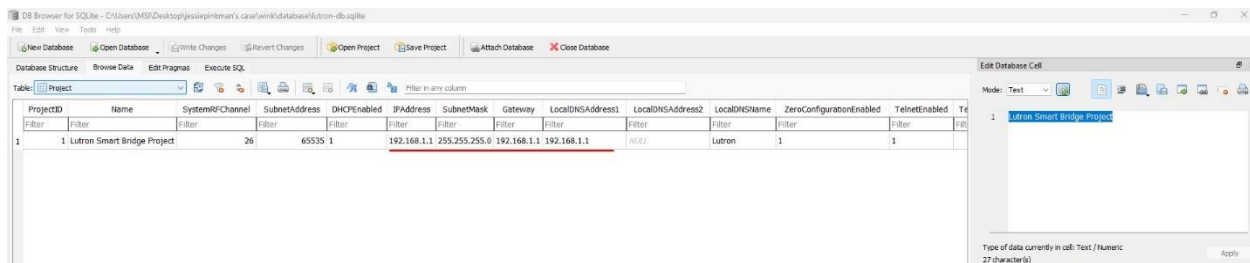 DB Browser for SQLite - C:\Users\MSI\Desktop\jessiepinkman's case\wink\database\lutron-db.sqlite
File Edit View Tools Help
New Database Open Database Write Changes Revert Changes Open Project Save Project Attach Database Close Database
Database Structure Browse Data Edit Pragmas Execute SQL Edit Database Cell
Table: Project Filter in any column Mode: Text
ProjectID Name SystemRFChannel SubnetAddress DHCPEnabled IPAddress SubnetMask Gateway LocalDNSAddress1 LocalDNSAddress2 LocalDNSName ZeroConfigurationEnabled TelnetEnabled Te
Filter Filter Filter Filter Filter Filter Filter Filter Filter Filter Filter Filter Filter Filt
1 Lutron Smart Bridge Project
1 1 Lutron Smart Bridge Project 26 65535 1 192.168.1.1 255.255.255.0 192.168.1.1 192.168.1.1 NULL Lutron 1 1
Type of data currently in cell: Text / Numeric
27 character(s) Apply